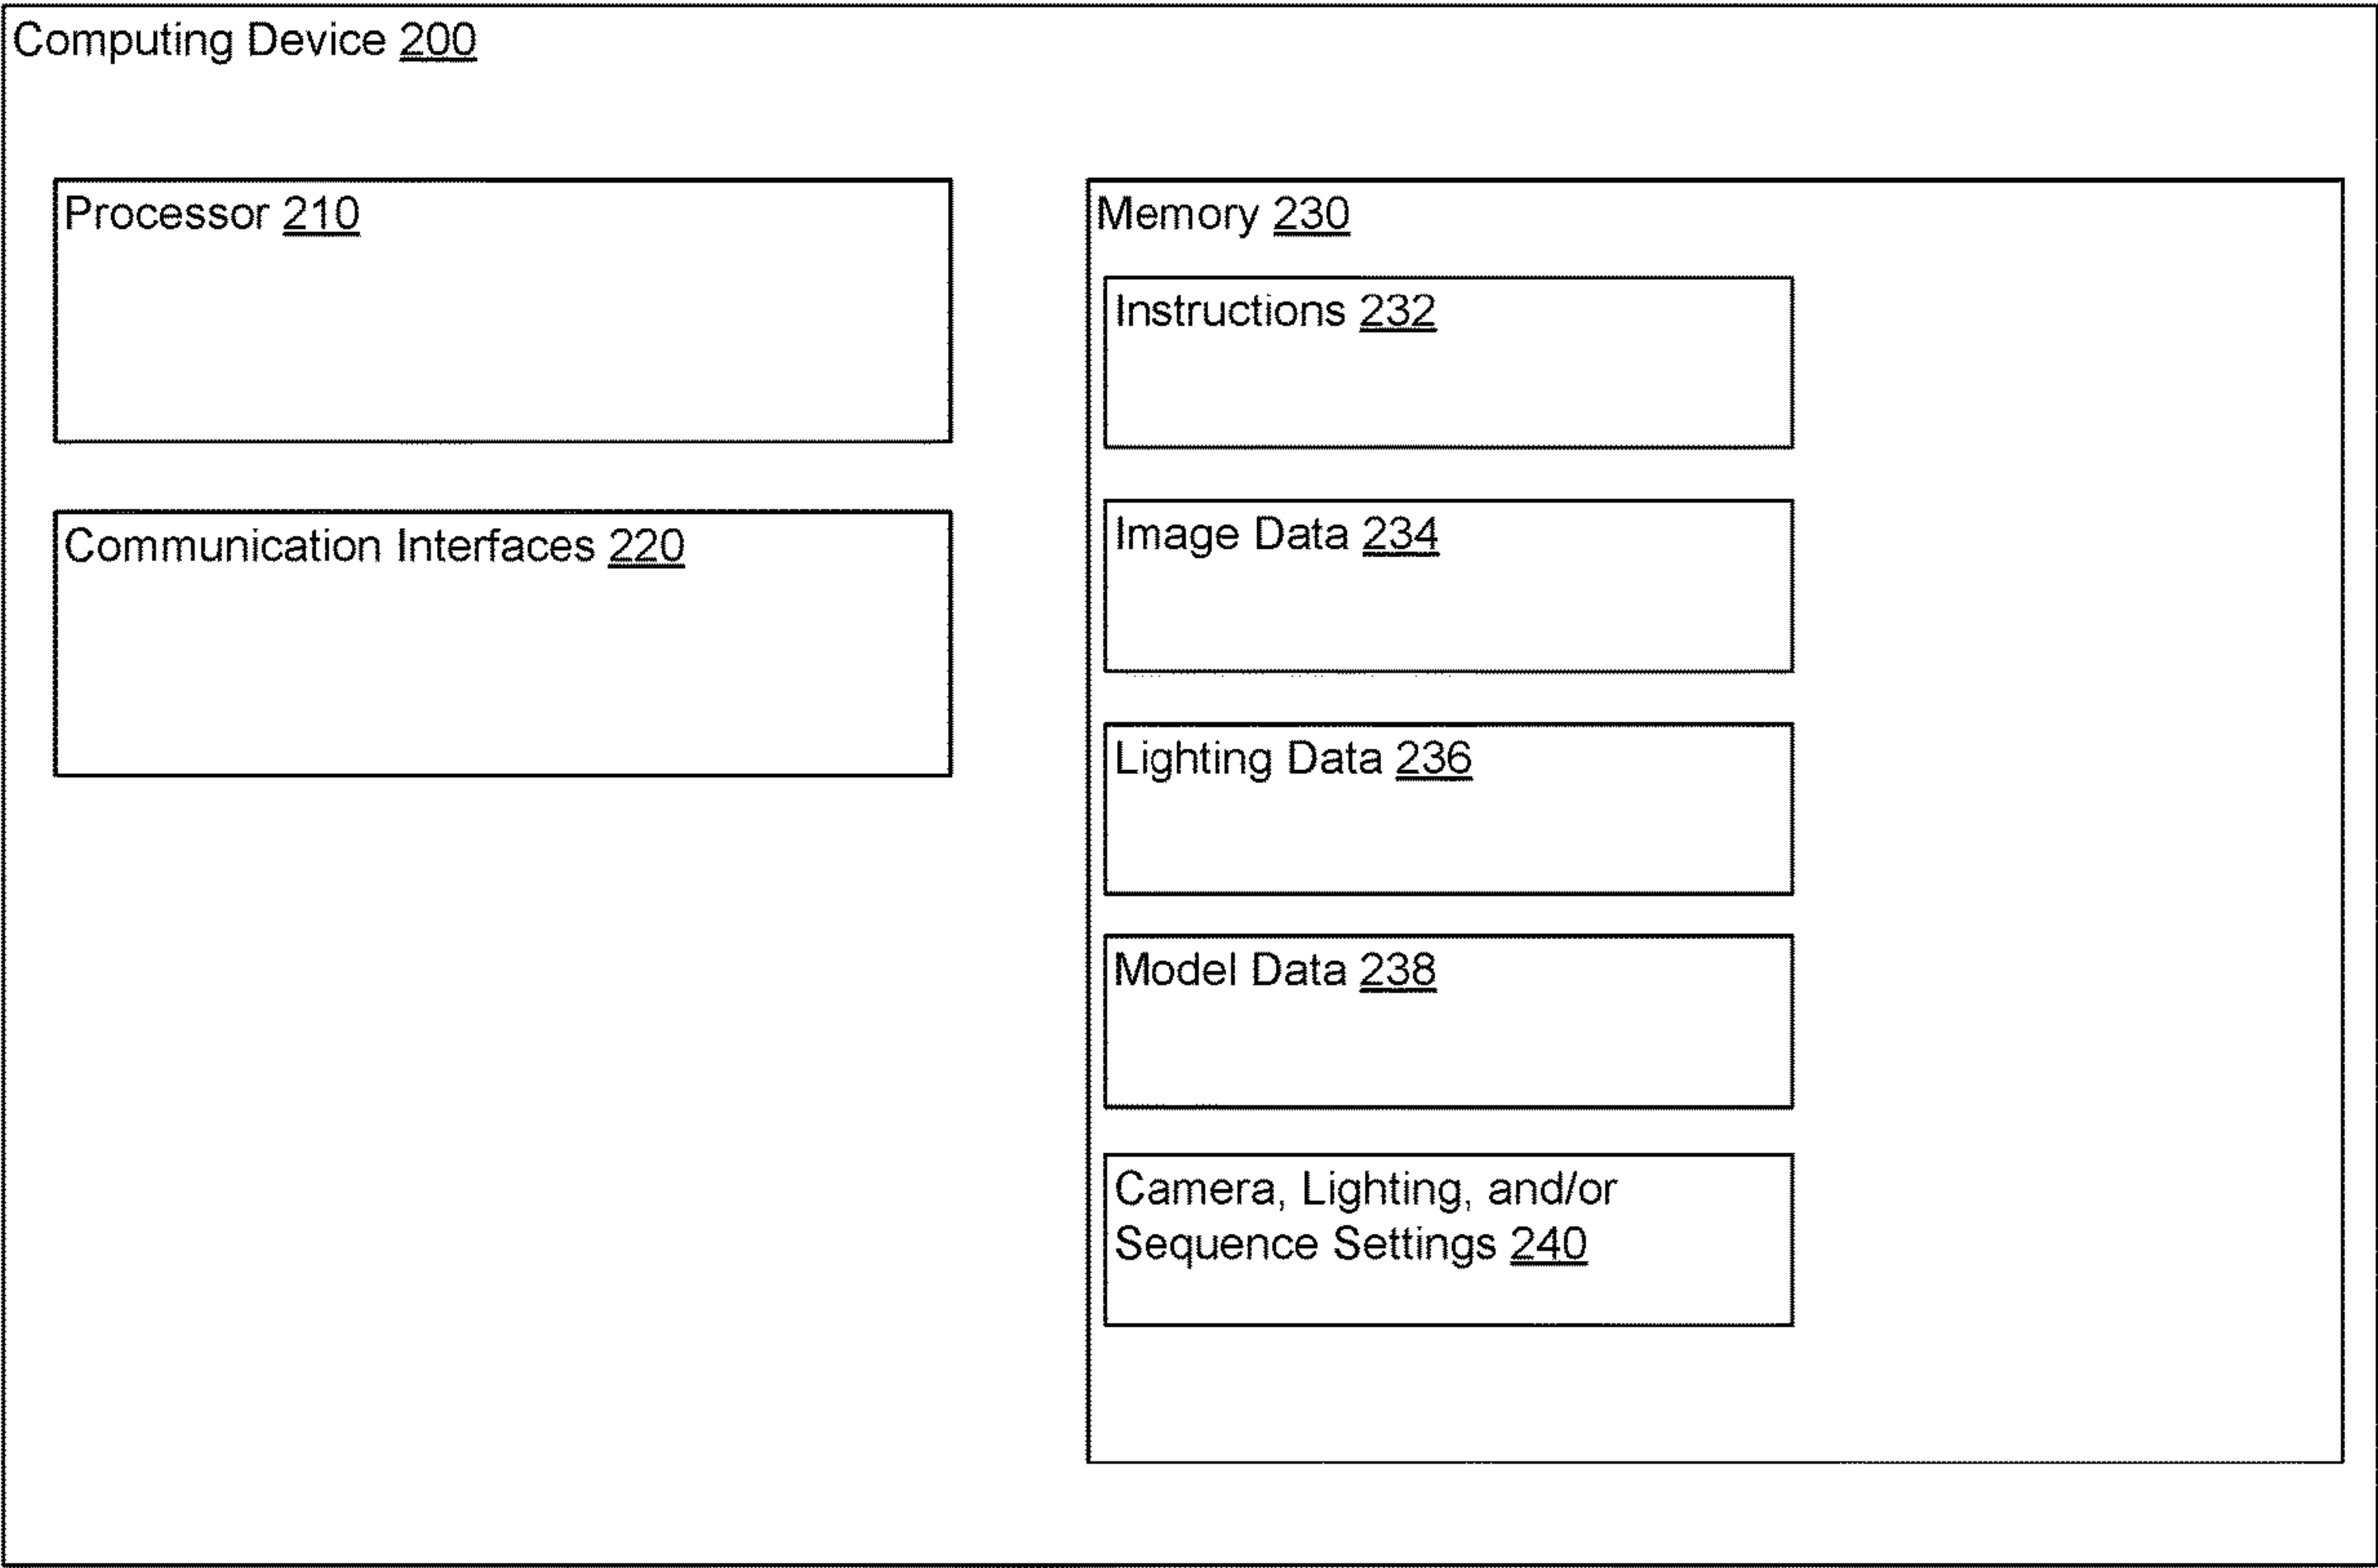 Computing Device 200
Processor 210
Communication Interfaces 220
Memory 230
Instructions 232
Image Data 234
Lighting Data 236
Model Data 238
Camera, Lighting, and/or
Sequence Settings 240